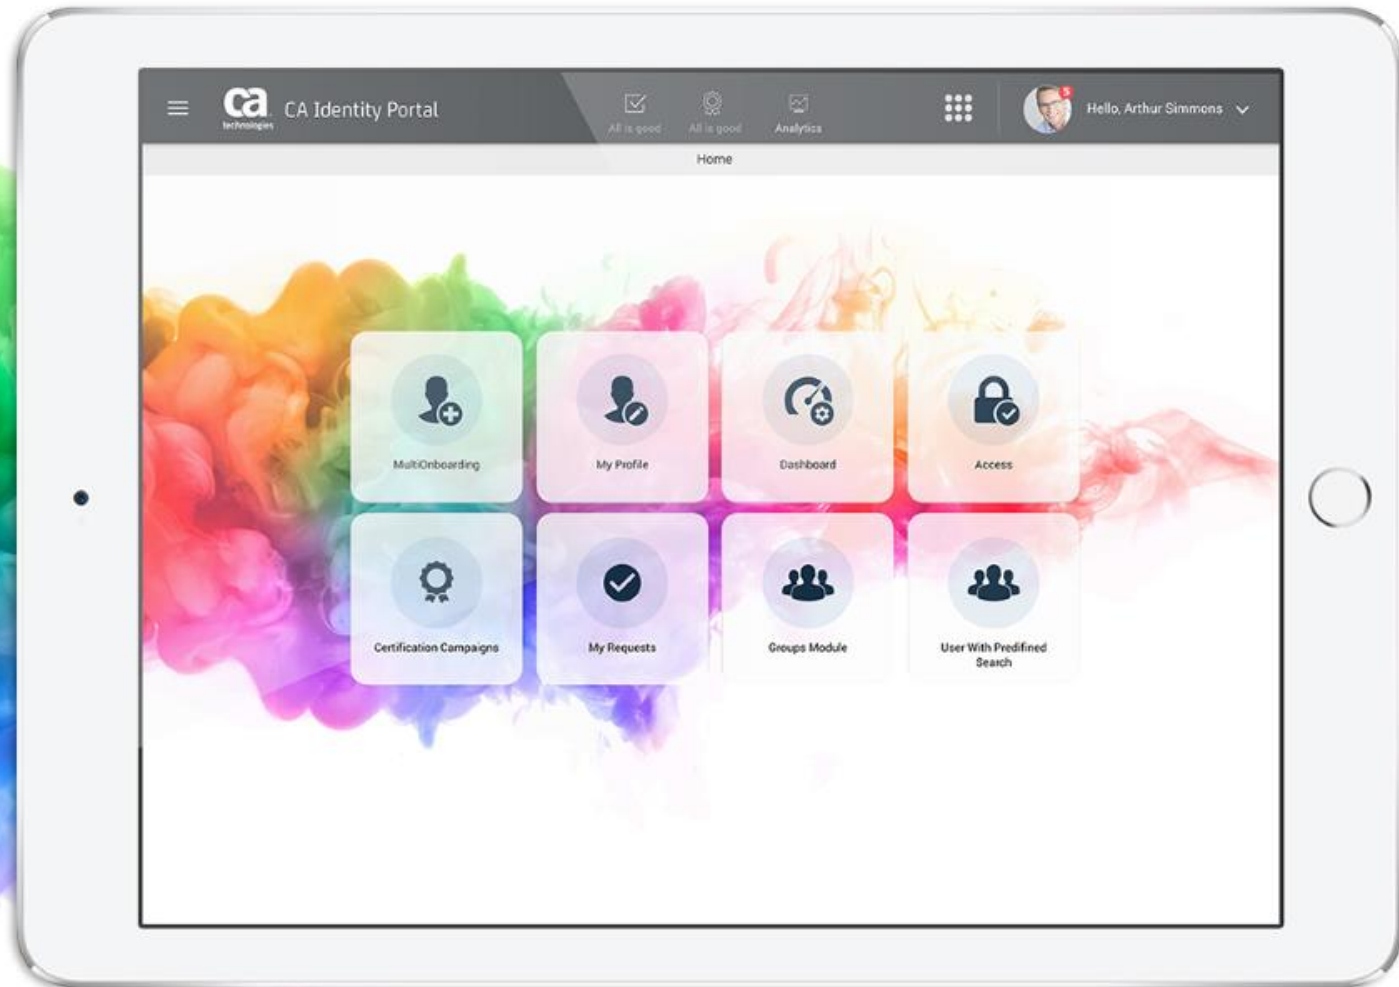 ca
technologies
CA Identity Portal
All is good
All is good
Analytics
5
Hello, Arthur Simmons
Home
MultiOnboarding
My Profile
Dashboard
Access
Certification Campaigns
My Requests
Groups Module
User With Predifined
Search